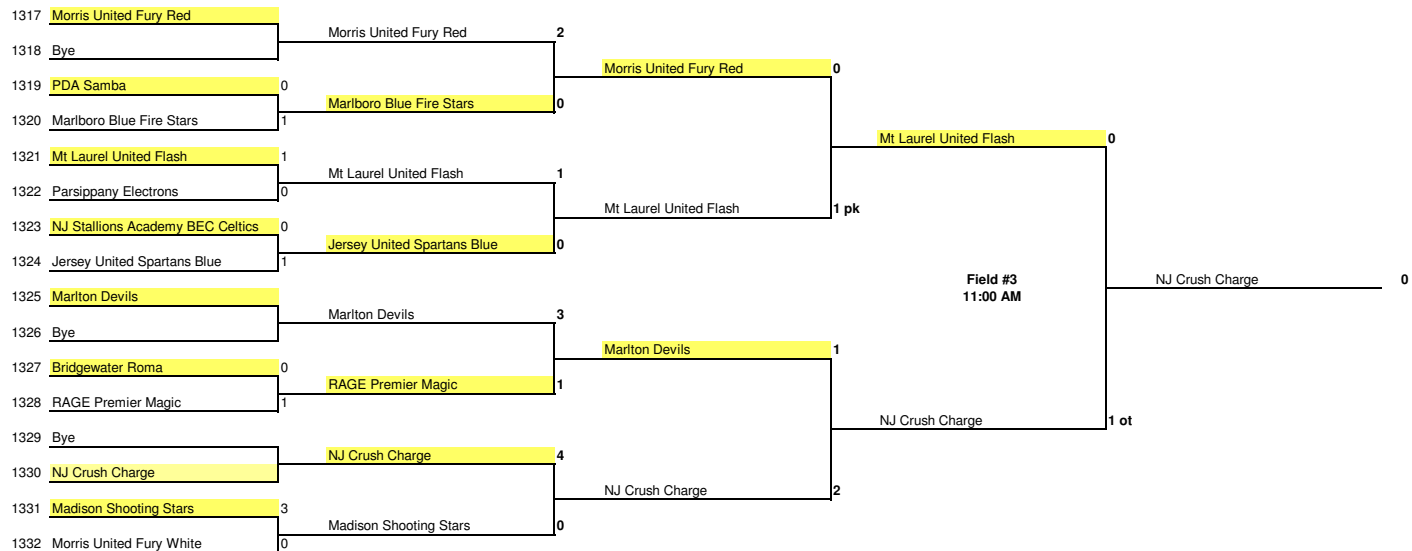 1317 Morris United Fury Red
Morris United Fury Red 2
1318 Bye
Morris United Fury Red 0
1319 PDA Samba 0
Marlboro Blue Fire Stars 0
1320 Marlboro Blue Fire Stars 1
Mt Laurel United Flash 0
1321 Mt Laurel United Flash 1
Mt Laurel United Flash 1
1322 Parsippany Electrons 0
Mt Laurel United Flash 1 pk
1323 NJ Stallions Academy BEC Celtics 0
Jersey United Spartans Blue 0
1324 Jersey United Spartans Blue 1
Field #3
NJ Crush Charge 0
11:00 AM
1325 Marlton Devils
Marlton Devils 3
1326 Bye
Marlton Devils 1
1327 Bridgewater Roma 0
RAGE Premier Magic 1
1328 RAGE Premier Magic 1
NJ Crush Charge 1 ot
1329 Bye
NJ Crush Charge 4
1330 NJ Crush Charge
NJ Crush Charge 2
1331 Madison Shooting Stars 3
Madison Shooting Stars 0
1332 Morris United Fury White 0